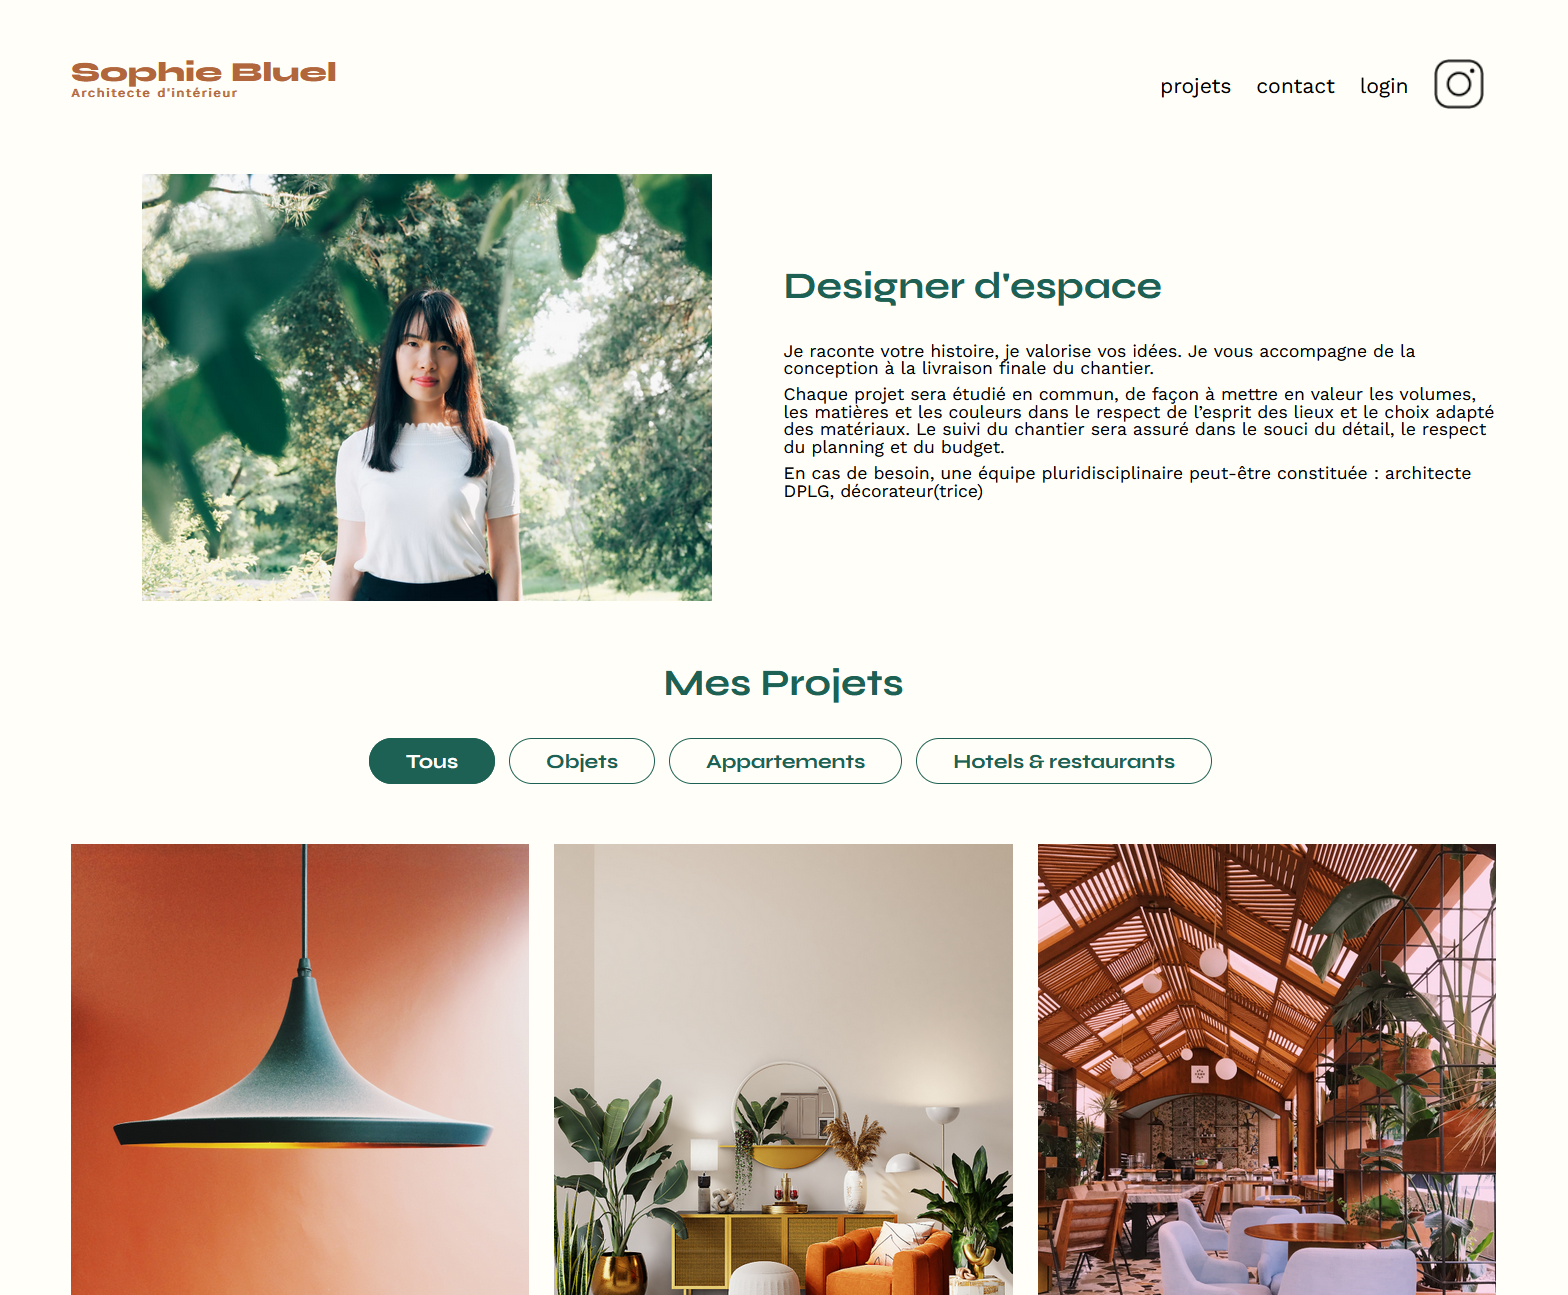 Sophie Bluel
Architecte d'intérieur
projets
contact
login
Designer d'espace
Je raconte votre histoire, je valorise vos idées. Je vous accompagne de la
conception à la livraison finale du chantier.
Chaque projet sera étudié en commun, de façon à mettre en valeur les volumes,
les matières et les couleurs dans le respect de l’esprit des lieux et le choix adapté
des matériaux. Le suivi du chantier sera assuré dans le souci du détail, le respect
du planning et du budget.
En cas de besoin, une équipe pluridisciplinaire peut-être constituée : architecte
DPLG, décorateur(trice)
Mes Projets
Tous
Objets
Appartements
Hotels & restaurants